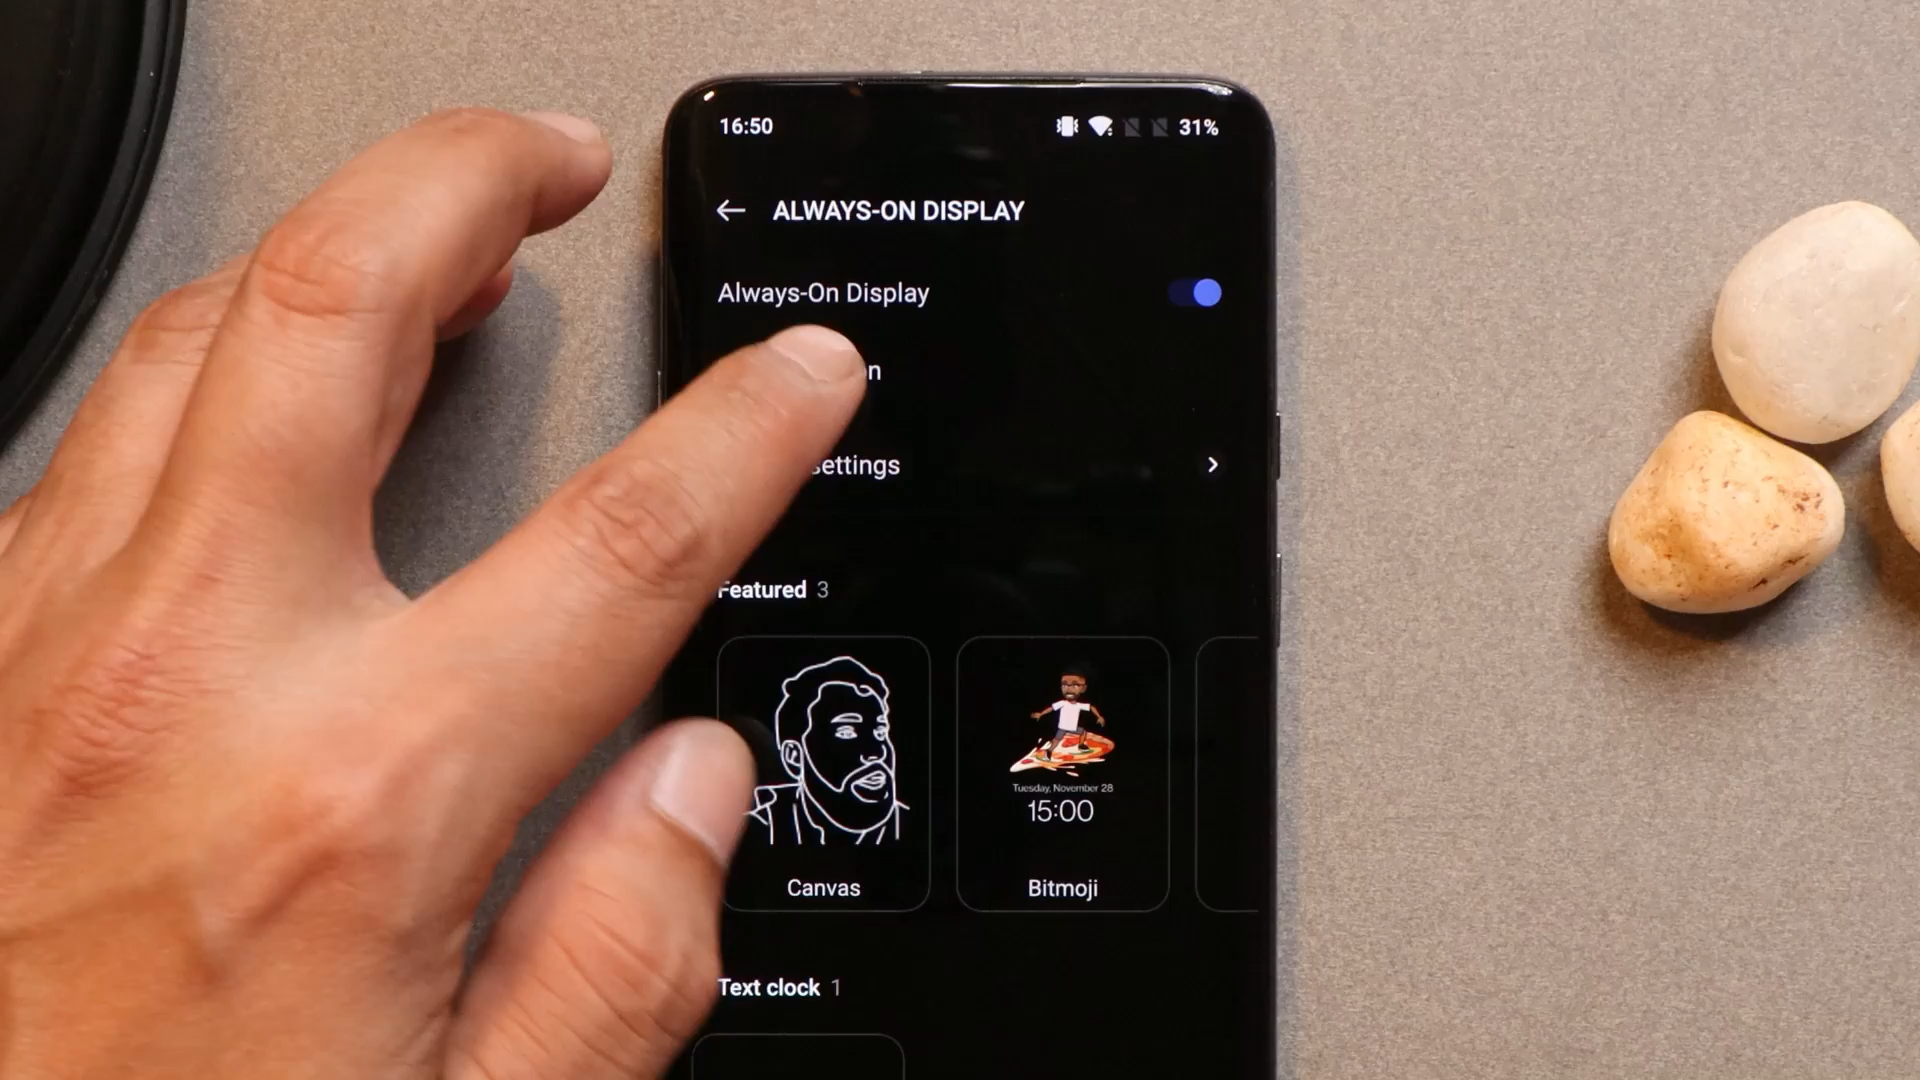 16:50 31%
ALWAYS-ON DISPLAY
Always-On Display
settings
Featured 3
Tuesday, November 28
15:00
Canvas
Bitmoji
Text clock 1